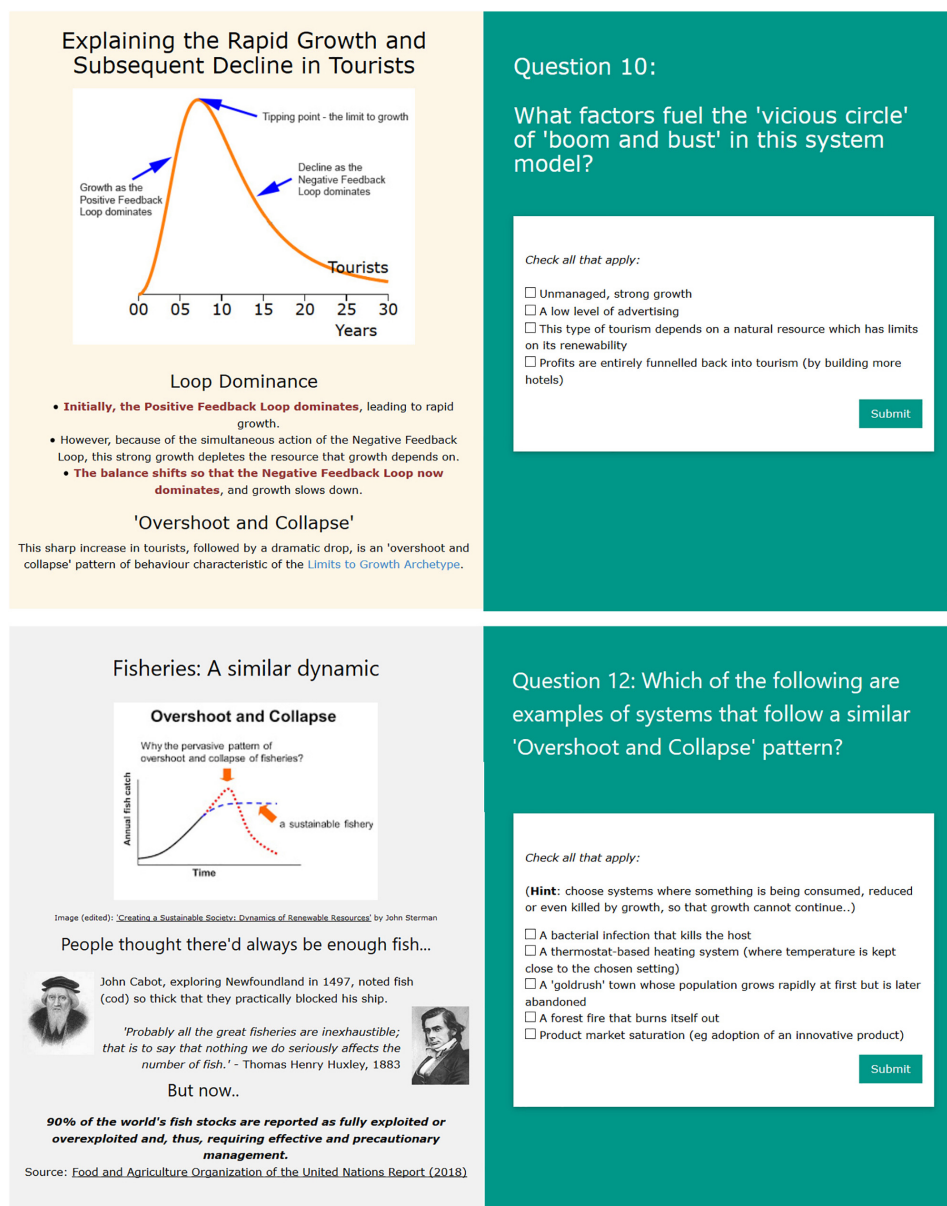 Explaining the Rapid Growth and
Subsequent Decline in Tourists
Tipping point - the limit to growth
Decline as the
Negative Feedback
Loop dominates
Growth as the
Positive Feedback
Loop dominates
Tourists
00 05 10 15 20 25 30
Years
Loop Dominance
• Initially, the Positive Feedback Loop dominates, leading to rapid
growth.
• However, because of the simultaneous action of the Negative Feedback
Loop, this strong growth depletes the resource that growth depends on.
• The balance shifts so that the Negative Feedback Loop now
dominates, and growth slows down.
'Overshoot and Collapse'
This sharp increase in tourists, followed by a dramatic drop, is an 'overshoot and
collapse' pattern of behaviour characteristic of the Limits to Growth Archetype.
Question 10:
What factors fuel the 'vicious circle'
of 'boom and bust' in this system
model?
Check all that apply:
Unmanaged, strong growth
A low level of advertising
This type of tourism depends on a natural resource which has limits
on its renewability
Profits are entirely funnelled back into tourism (by building more
hotels)
Submit
Fisheries: A similar dynamic
Overshoot and Collapse
Why the pervasive pattern of
overshoot and collapse of fisheries?
Annual fish catch
a sustainable fishery
Time
Image (edited): 'Creating a Sustainable Society: Dynamics of Renewable Resources' by John Sterman
People thought there'd always be enough fish...
John Cabot, exploring Newfoundland in 1497, noted fish
(cod) so thick that they practically blocked his ship.
'Probably all the great fisheries are inexhaustible;
that is to say that nothing we do seriously affects the
number of fish.' - Thomas Henry Huxley, 1883
But now..
90% of the world's fish stocks are reported as fully exploited or
overexploited and, thus, requiring effective and precautionary
management.
Source: Food and Agriculture Organization of the United Nations Report (2018)
Question 12: Which of the following are
examples of systems that follow a similar
'Overshoot and Collapse' pattern?
Check all that apply:
(Hint: choose systems where something is being consumed, reduced
or even killed by growth, so that growth cannot continue..)
A bacterial infection that kills the host
A thermostat-based heating system (where temperature is kept
close to the chosen setting)
A 'goldrush' town whose population grows rapidly at first but is later
abandoned
A forest fire that burns itself out
Product market saturation (eg adoption of an innovative product)
Submit